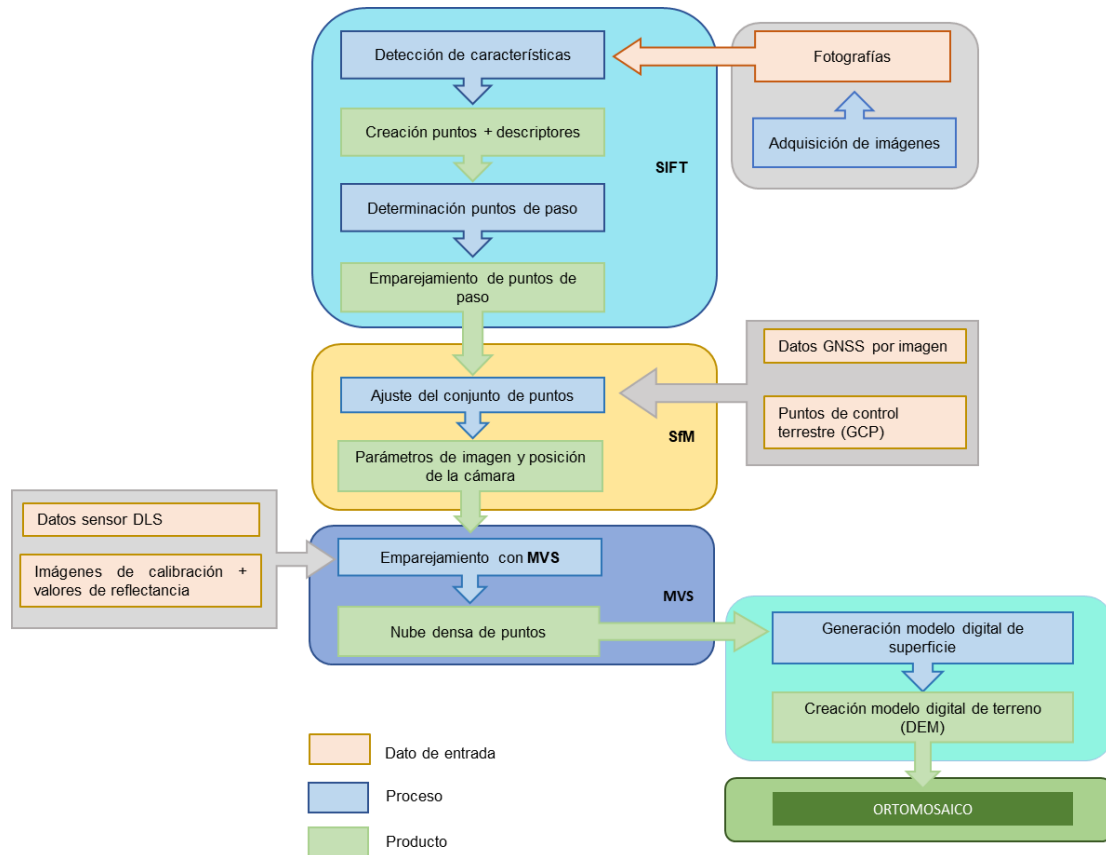 Detección de características
Fotografías
Creación puntos + descriptores
Adquisición de imágenes
SIFT
Determinación puntos de paso
Emparejamiento de puntos de
paso
Datos GNSS por imagen
Ajuste del conjunto de puntos
Puntos de control
terrestre (GCP)
SfM
Parámetros de imagen y posición
de la cámara
Datos sensor DLS
Imágenes de calibración +
valores de reflectancia
Emparejamiento con MVS
MVS
Nube densa de puntos
Generación modelo digital de
superficie
Creación modelo digital de terreno
(DEM)
ORTOMOSAICO
Dato de entrada
Proceso
Producto